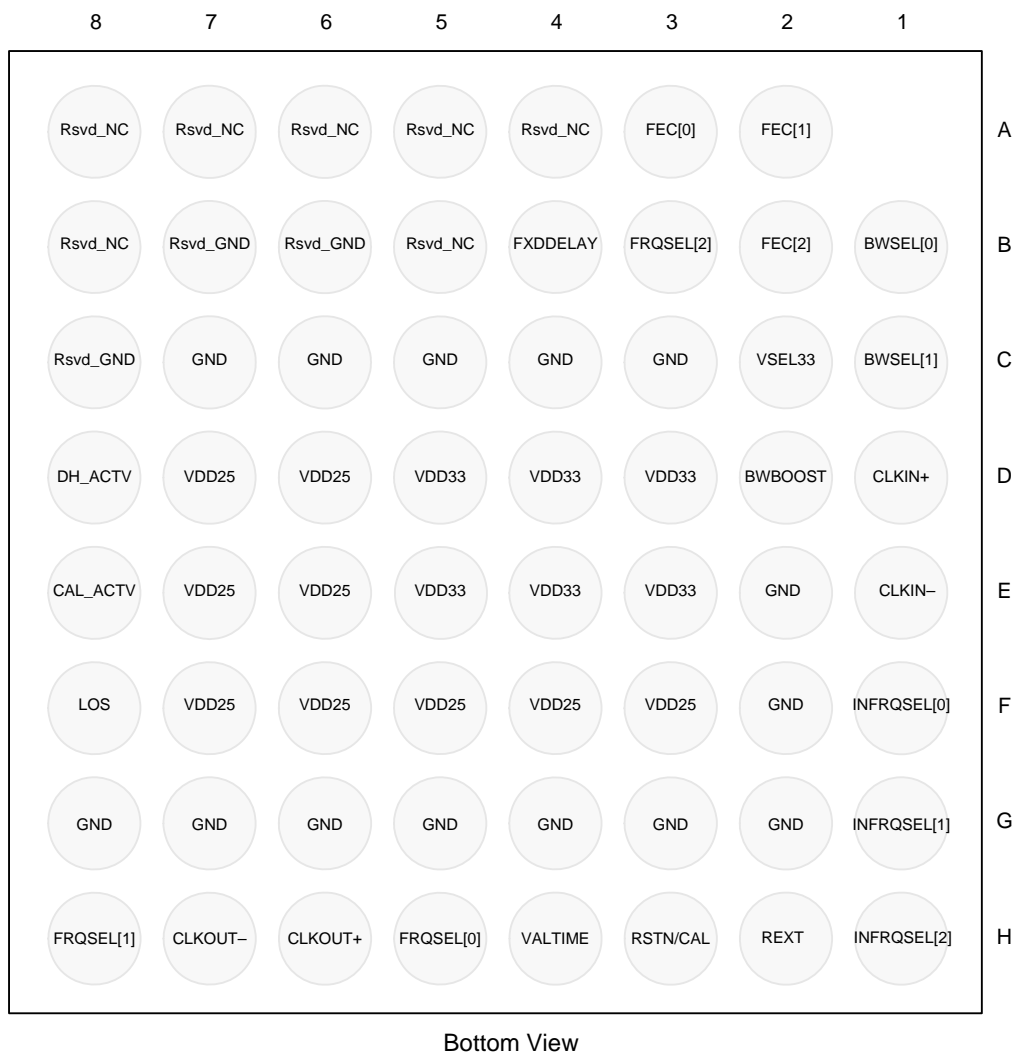 8 7 6 5 4 3 2 1
Rsvd_NC Rsvd_NC Rsvd_NC Rsvd_NC Rsvd_NC FEC[0] FEC[1] A
Rsvd_NC Rsvd_GND Rsvd_GND Rsvd_NC FXDDELAY FRQSEL[2] FEC[2] BWSEL[0] B
Rsvd_GND GND GND GND GND GND VSEL33 BWSEL[1] C
DH_ACTV VDD25 VDD25 VDD33 VDD33 VDD33 BWBOOST CLKIN+ D
CAL_ACTV VDD25 VDD25 VDD33 VDD33 VDD33 GND CLKIN– E
LOS VDD25 VDD25 VDD25 VDD25 VDD25 GND INFRQSEL[0] F
GND GND GND GND GND GND GND INFRQSEL[1] G
FRQSEL[1] CLKOUT– CLKOUT+ FRQSEL[0] VALTIME RSTN/CAL REXT INFRQSEL[2] H
Bottom View